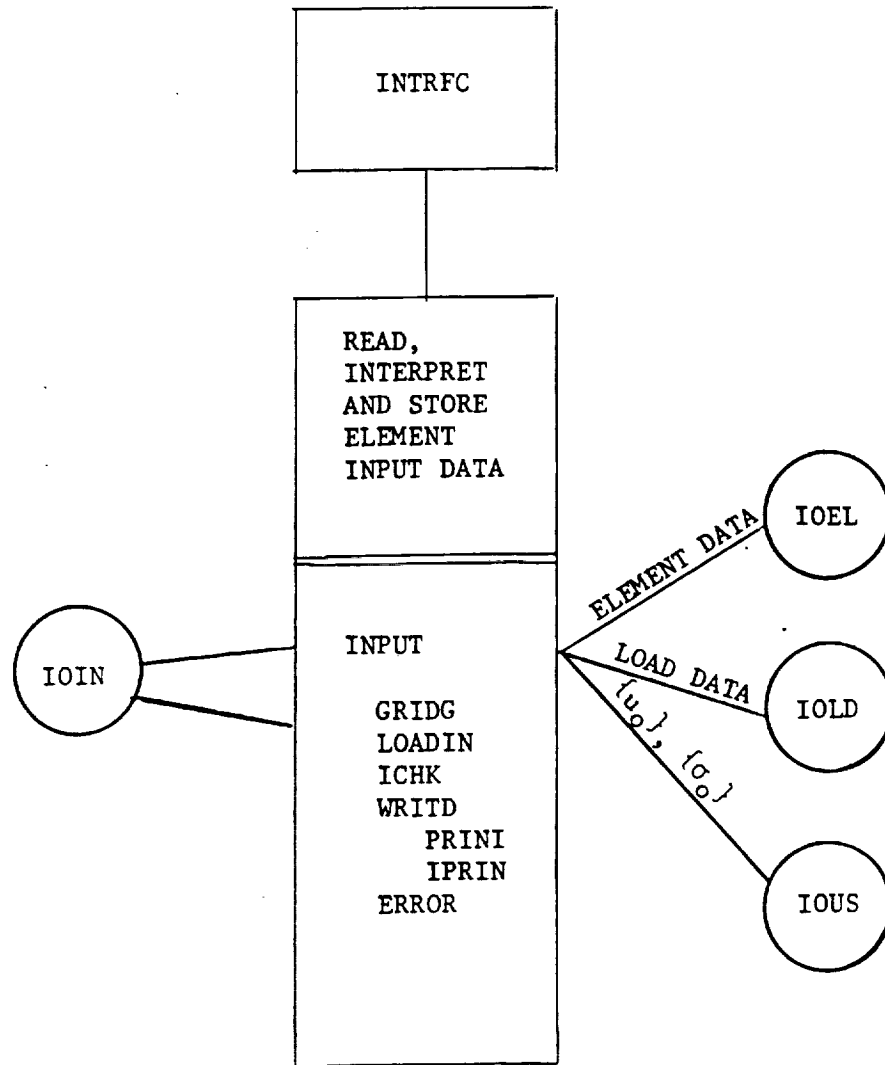 INTRFC
READ,
INTERPRET
AND STORE
ELEMENT
INPUT DATA
IOIN
INPUT
GRIDG
LOADIN
ICHK
WRITD
PRINI
IPRIN
ERROR
ELEMENT DATA
LOAD DATA
{u₀}, {σ₀}
IOEL
IOLD
IOUS